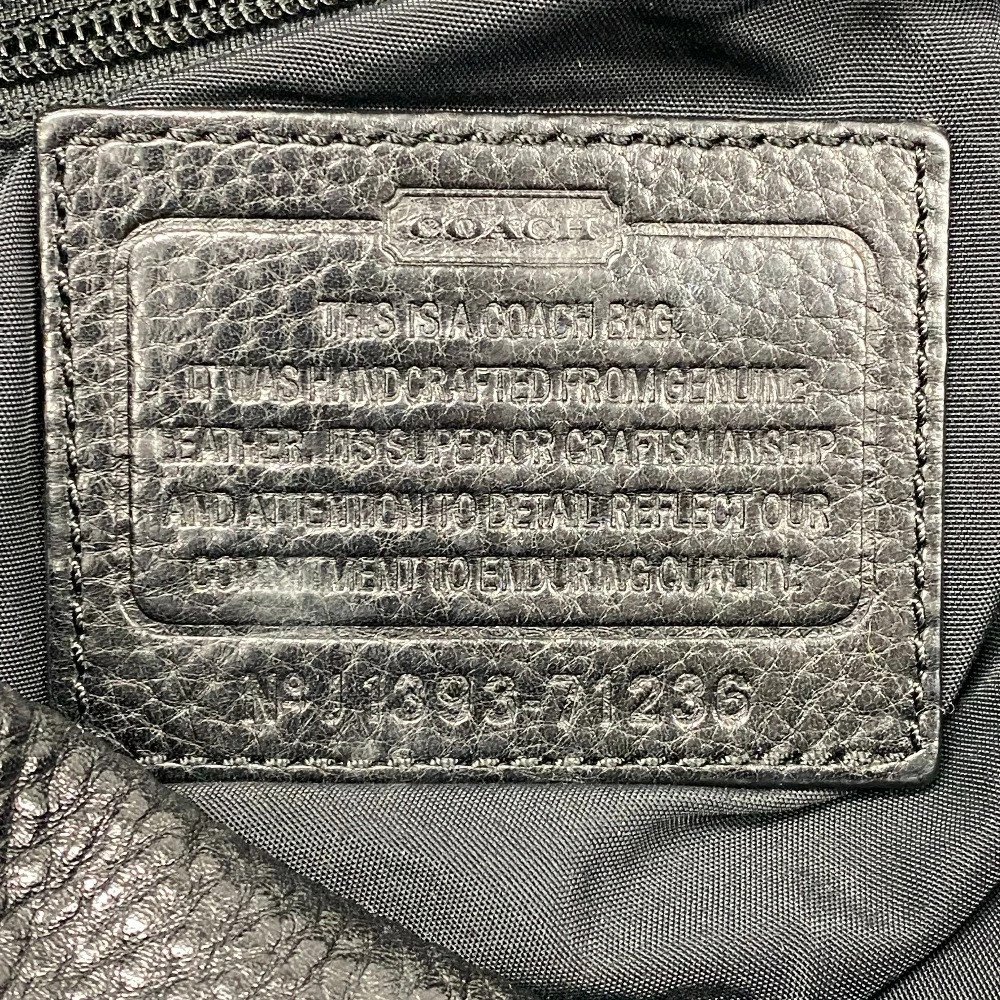 COACH
THIS IS A COACH BAG.
IT WAS HANDCRAFTED FROM GENUINE
LEATHER. ITS SUPERIOR CRAFTSMANSHIP
AND ATTENTION TO DETAIL REFLECT OUR
COMMITMENT TO ENDURING QUALITY.
Nº J1393-71236